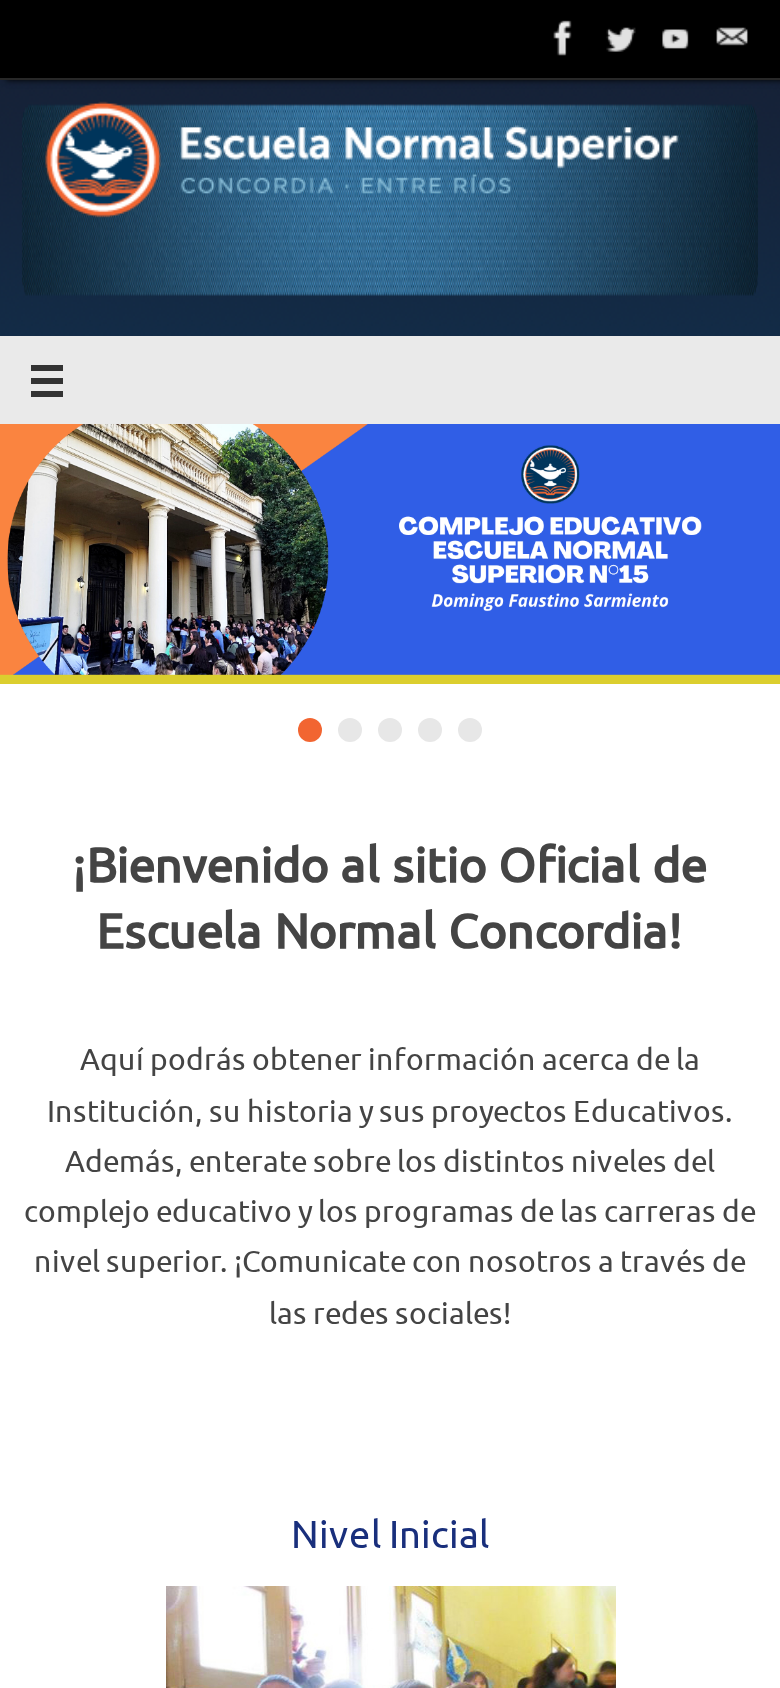 Escuela Normal Superior
CONCORDIA · ENTRE RÍOS
COMPLEJO EDUCATIVO
ESCUELA NORMAL
SUPERIOR N°15
Domingo Faustino Sarmiento
¡Bienvenido al sitio Oficial de
Escuela Normal Concordia!
Aquí podrás obtener información acerca de la
Institución, su historia y sus proyectos Educativos.
Además, enterate sobre los distintos niveles del
complejo educativo y los programas de las carreras de
nivel superior. ¡Comunicate con nosotros a través de
las redes sociales!
Nivel Inicial